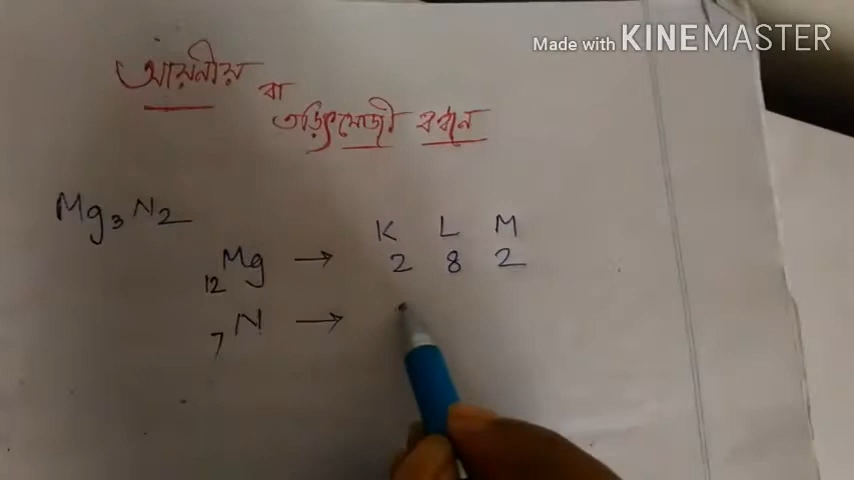 Made with KINEMASTER
আয়নীয় বা
তড়িৎযোজী বন্ধন
Mg₃N₂
K L M
₁₂Mg → 2 8 2
₇N →